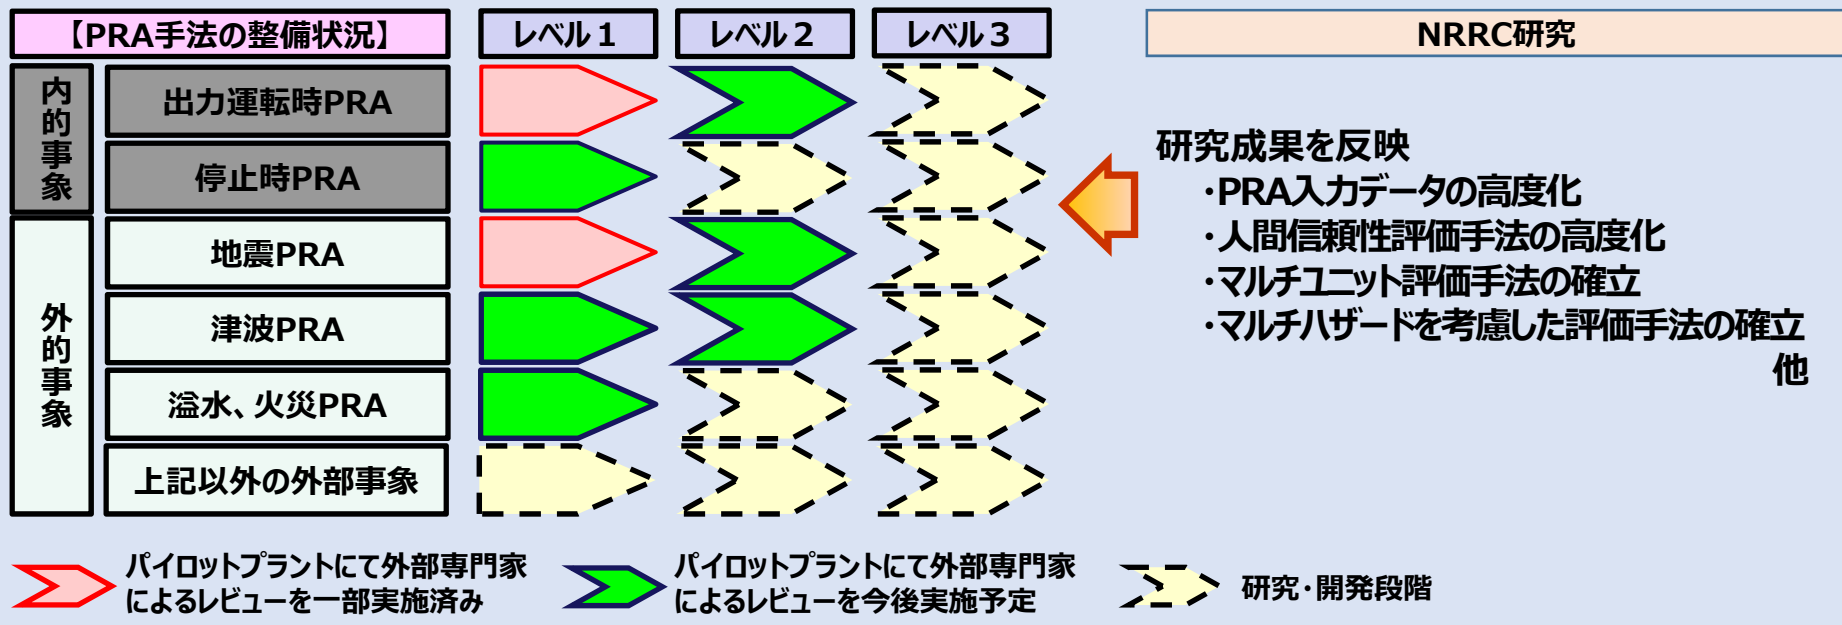 【PRA手法の整備状況】
レベル１
レベル２
レベル３
NRRC研究
内的事象
出力運転時PRA
停止時PRA
外的事象
地震PRA
津波PRA
溢水、火災PRA
上記以外の外部事象
研究成果を反映
・PRA入力データの高度化
・人間信頼性評価手法の高度化
・マルチユニット評価手法の確立
・マルチハザードを考慮した評価手法の確立
他
パイロットプラントにて外部専門家
によるレビューを一部実施済み
パイロットプラントにて外部専門家
によるレビューを今後実施予定
研究・開発段階